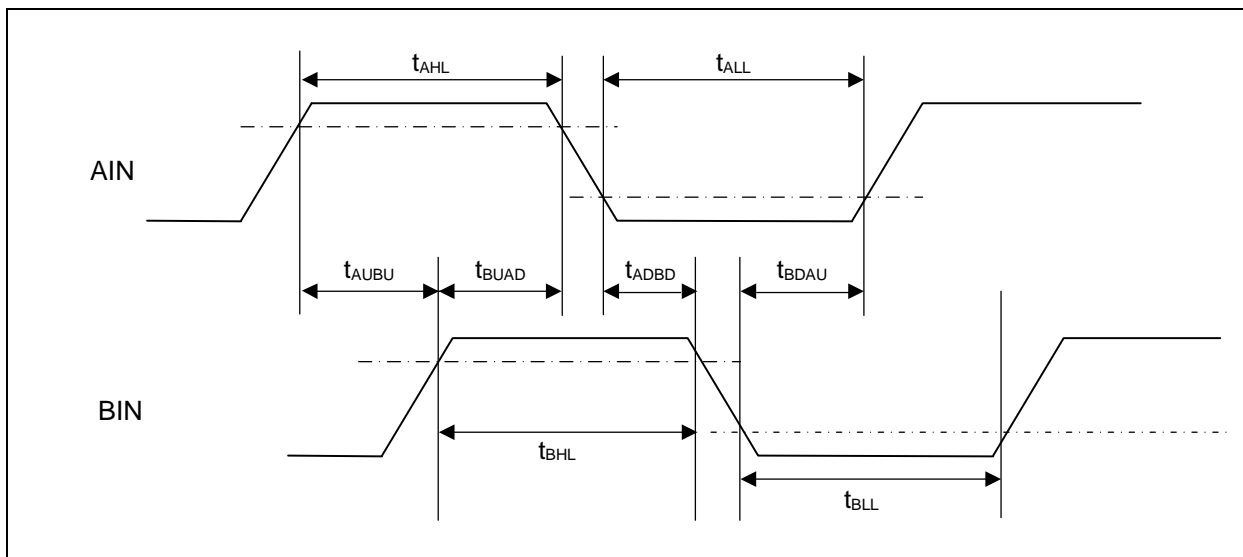 tAHL tALL
AIN
tAUBU tBUAD tADBD tBDAU
BIN
tBHL
tBLL